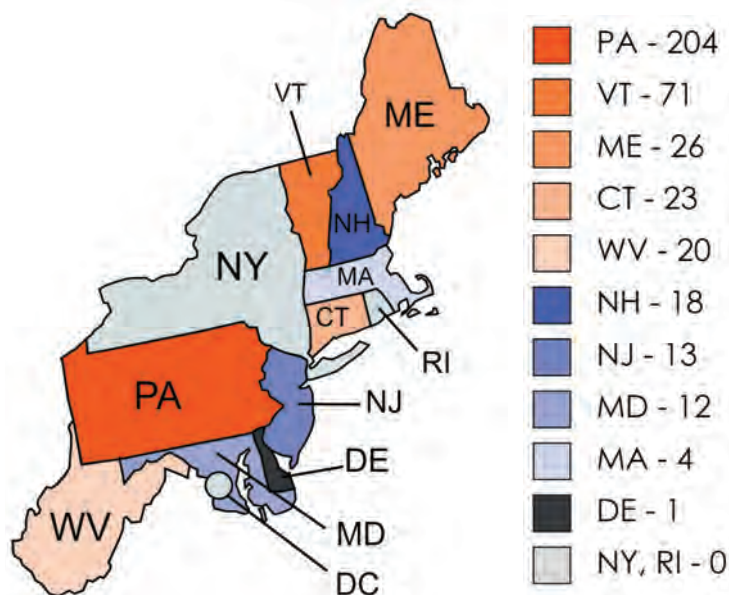 VT
ME
NH
NY
MA
CT
RI
PA
NJ
DE
WV
MD
DC
PA - 204
VT - 71
ME - 26
CT - 23
WV - 20
NH - 18
NJ - 13
MD - 12
MA - 4
DE - 1
NY, RI - 0